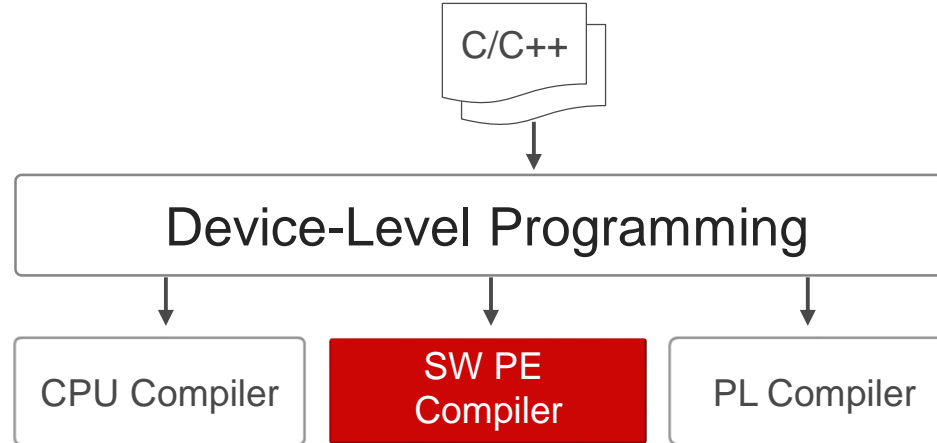 C/C++
Device-Level Programming
CPU Compiler
SW PE
Compiler
PL Compiler